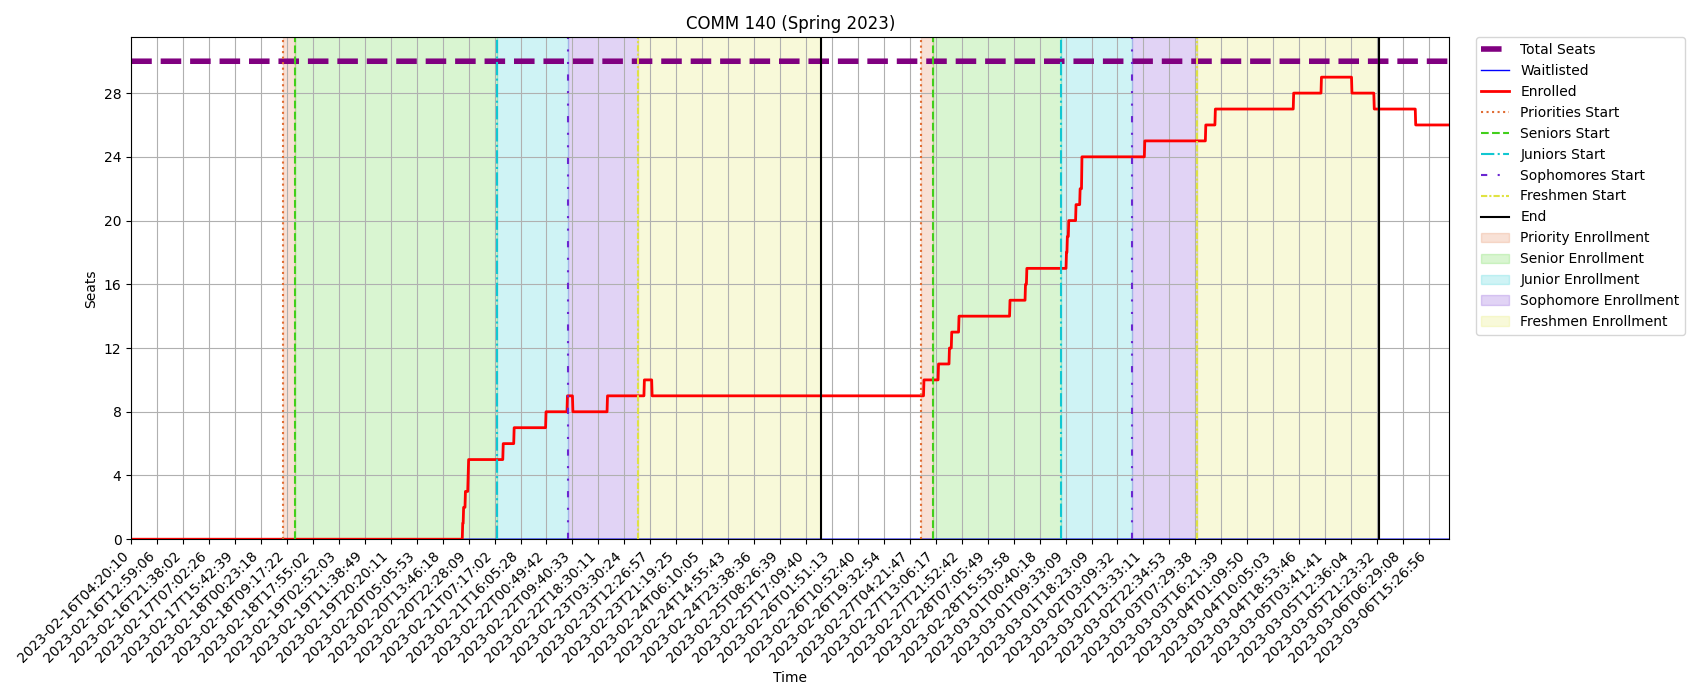 COMM 140 (Spring 2023)
Seats
28
24
20
16
12
8
4
0
2023-02-16T04:20:10
2023-02-16T12:59:06
2023-02-16T21:38:02
2023-02-17T07:02:26
2023-02-17T15:42:39
2023-02-18T00:23:18
2023-02-18T09:17:22
2023-02-18T17:55:02
2023-02-19T02:52:03
2023-02-19T11:38:49
2023-02-19T20:20:11
2023-02-20T05:05:53
2023-02-20T13:46:18
2023-02-20T22:28:09
2023-02-21T07:17:02
2023-02-21T16:05:28
2023-02-22T00:49:42
2023-02-22T09:40:33
2023-02-22T18:30:11
2023-02-23T03:30:24
2023-02-23T12:26:57
2023-02-23T21:19:25
2023-02-24T06:10:05
2023-02-24T14:55:43
2023-02-24T23:38:36
2023-02-25T08:26:39
2023-02-25T17:09:40
2023-02-26T01:51:13
2023-02-26T10:52:40
2023-02-26T19:32:54
2023-02-27T04:21:47
2023-02-27T13:06:17
2023-02-27T21:52:42
2023-02-28T07:05:49
2023-02-28T15:53:58
2023-03-01T00:40:18
2023-03-01T09:33:09
2023-03-01T18:23:09
2023-03-02T03:09:32
2023-03-02T13:33:11
2023-03-02T22:34:53
2023-03-03T07:29:38
2023-03-03T16:21:39
2023-03-04T01:09:50
2023-03-04T10:05:03
2023-03-04T18:53:46
2023-03-05T03:41:41
2023-03-05T12:36:04
2023-03-05T21:23:32
2023-03-06T06:29:08
2023-03-06T15:26:56
Time
Total Seats
Waitlisted
Enrolled
Priorities Start
Seniors Start
Juniors Start
Sophomores Start
Freshmen Start
End
Priority Enrollment
Senior Enrollment
Junior Enrollment
Sophomore Enrollment
Freshmen Enrollment